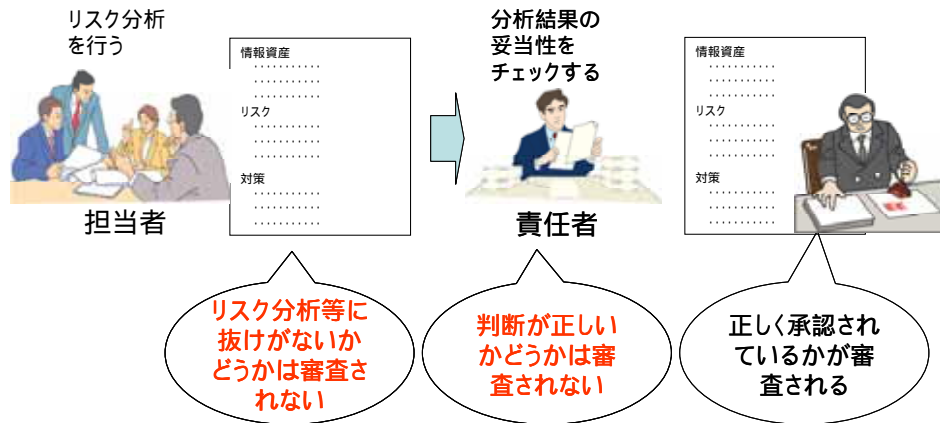 リスク分析
を行う
情報資産
‥‥‥‥‥
‥‥‥‥
‥‥‥‥
リスク
‥‥‥‥
‥‥‥‥
‥‥‥‥
対策
‥‥‥‥
‥‥‥‥
‥‥‥‥
担当者
分析結果の
妥当性を
チェックする
責任者
情報資産
‥‥‥‥‥
‥‥‥‥
‥‥‥‥
リスク
‥‥‥‥
‥‥‥‥
‥‥‥‥
対策
‥‥‥‥
‥‥‥‥
‥‥‥‥
リスク分析等に
抜けがないか
どうかは審査さ
れない
判断が正しい
かどうかは審
査されない
正しく承認され
ているかが審
査される